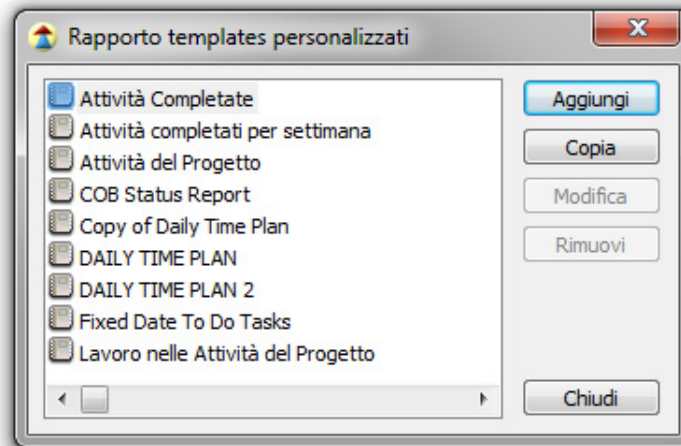 Rapporto templates personalizzati
Attività Completate
Attività completati per settimana
Attività del Progetto
COB Status Report
Copy of Daily Time Plan
DAILY TIME PLAN
DAILY TIME PLAN 2
Fixed Date To Do Tasks
Lavoro nelle Attività del Progetto
Aggiungi
Copia
Modifica
Rimuovi
Chiudi